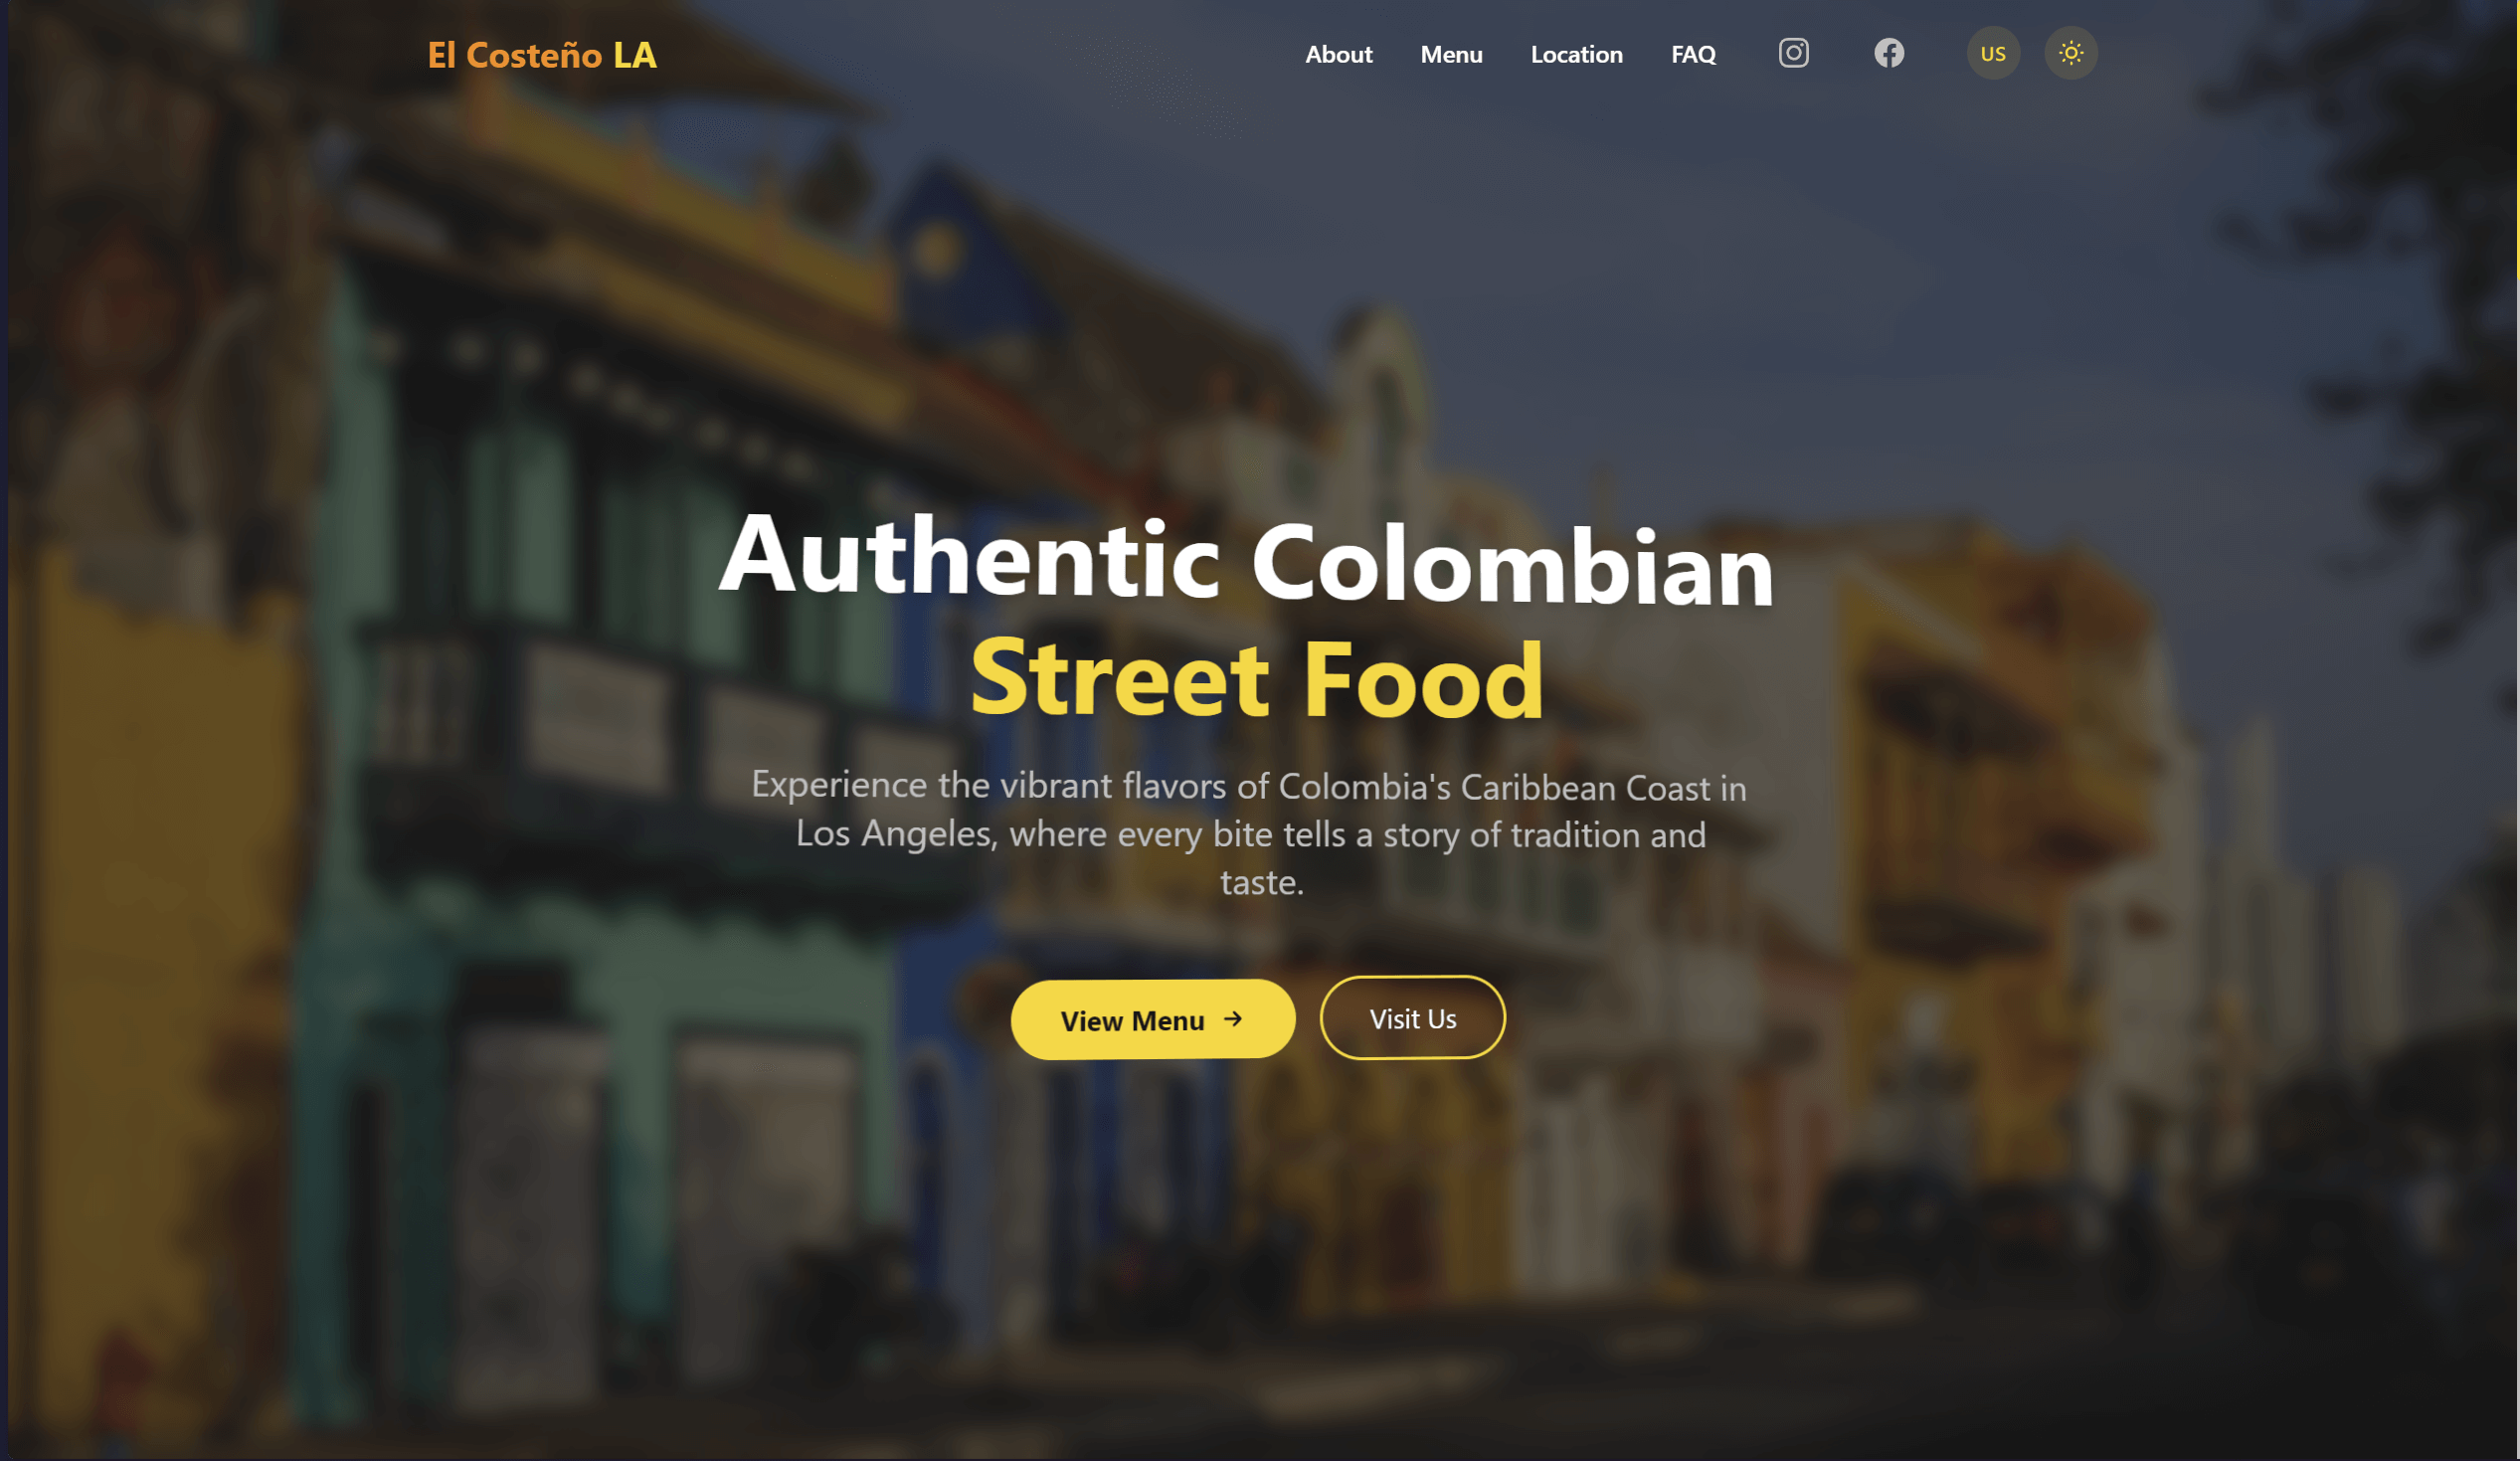 El Costeño LA
About Menu Location FAQ US
Authentic Colombian
Street Food
Experience the vibrant flavors of Colombia's Caribbean Coast in
Los Angeles, where every bite tells a story of tradition and
taste.
View Menu →
Visit Us